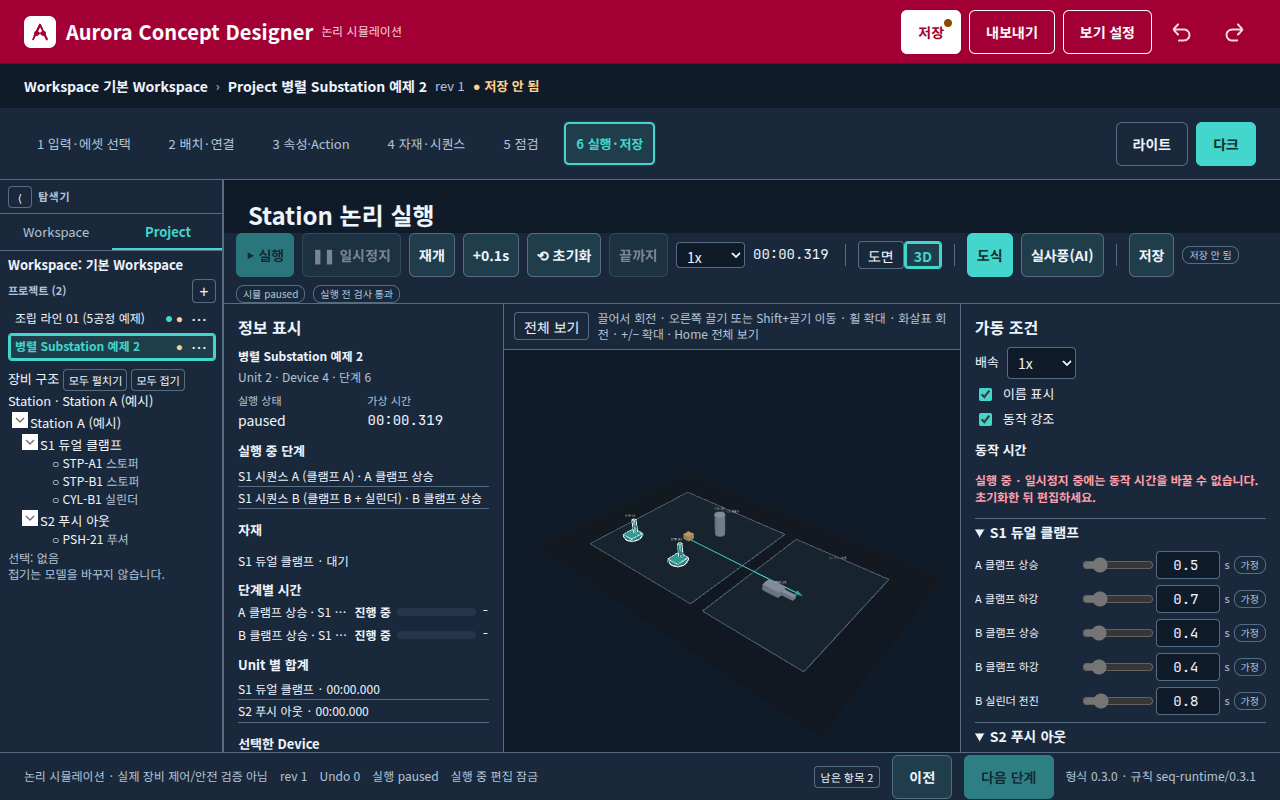 Aurora Concept Designer 논리 시뮬레이션
저장 내보내기 보기 설정
Workspace 기본 Workspace › Project 병렬 Substation 예제 2 rev 1 ● 저장 안 됨
1 입력·에셋 선택 2 배치·연결 3 속성·Action 4 자재·시퀀스 5 점검 6 실행·저장 라이트 다크
⟨ 탐색기
Workspace Project
Workspace: 기본 Workspace
프로젝트 (2) +
조립 라인 01 (5공정 예제) ● ● ···
병렬 Substation 예제 2 ● ···
장비 구조 모두 펼치기 모두 접기
Station · Station A (예시)
Station A (예시)
S1 듀얼 클램프
○ STP-A1 스토퍼
○ STP-B1 스토퍼
○ CYL-B1 실린더
S2 푸시 아웃
○ PSH-21 푸셔
선택: 없음
접기는 모델을 바꾸지 않습니다.
Station 논리 실행
▸ 실행 ❚❚ 일시정지 재개 +0.1s ⟲ 초기화 끝까지 1x 00:00.319 도면 3D 도식 실사풍(AI) 저장 저장 안 됨
시뮬 paused 실행 전 검사 통과
정보 표시
병렬 Substation 예제 2
Unit 2 · Device 4 · 단계 6
실행 상태 가상 시간
paused 00:00.319
실행 중 단계
S1 시퀀스 A (클램프 A) · A 클램프 상승
S1 시퀀스 B (클램프 B + 실린더) · B 클램프 상승
자재
S1 듀얼 클램프 · 대기
단계별 시간
A 클램프 상승 · S1 ··· 진행 중 -
B 클램프 상승 · S1 ··· 진행 중 -
Unit 별 합계
S1 듀얼 클램프 · 00:00.000
S2 푸시 아웃 · 00:00.000
선택한 Device
전체 보기 끌어서 회전 · 오른쪽 끌기 또는 Shift+끌기 이동 · 휠 확대 · 화살표 회
전 · +/− 확대 · Home 전체 보기
가동 조건
배속 1x
이름 표시
동작 강조
동작 시간
실행 중 · 일시정지 중에는 동작 시간을 바꿀 수 없습니다.
초기화한 뒤 편집하세요.
▼ S1 듀얼 클램프
A 클램프 상승 0.5 s 가정
A 클램프 하강 0.7 s 가정
B 클램프 상승 0.4 s 가정
B 클램프 하강 0.4 s 가정
B 실린더 전진 0.8 s 가정
▼ S2 푸시 아웃
논리 시뮬레이션 · 실제 장비 제어/안전 검증 아님 rev 1 Undo 0 실행 paused 실행 중 편집 잠금 남은 항목 2 이전 다음 단계 형식 0.3.0 · 규칙 seq-runtime/0.3.1